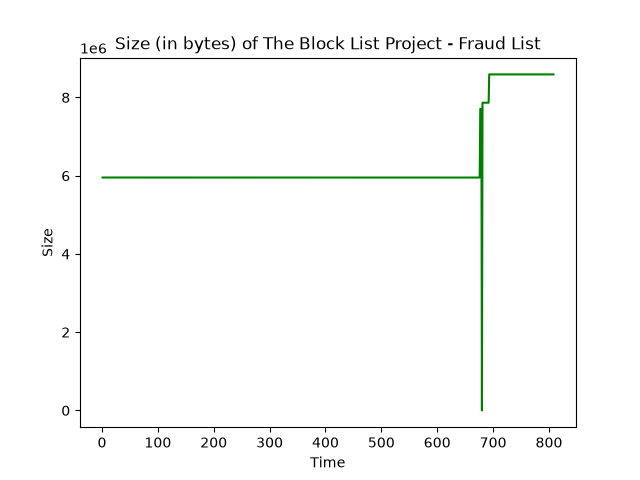 Size (in bytes) of The Block List Project - Fraud List
1e6
8
6
4
2
0
Size
0 100 200 300 400 500 600 700 800
Time